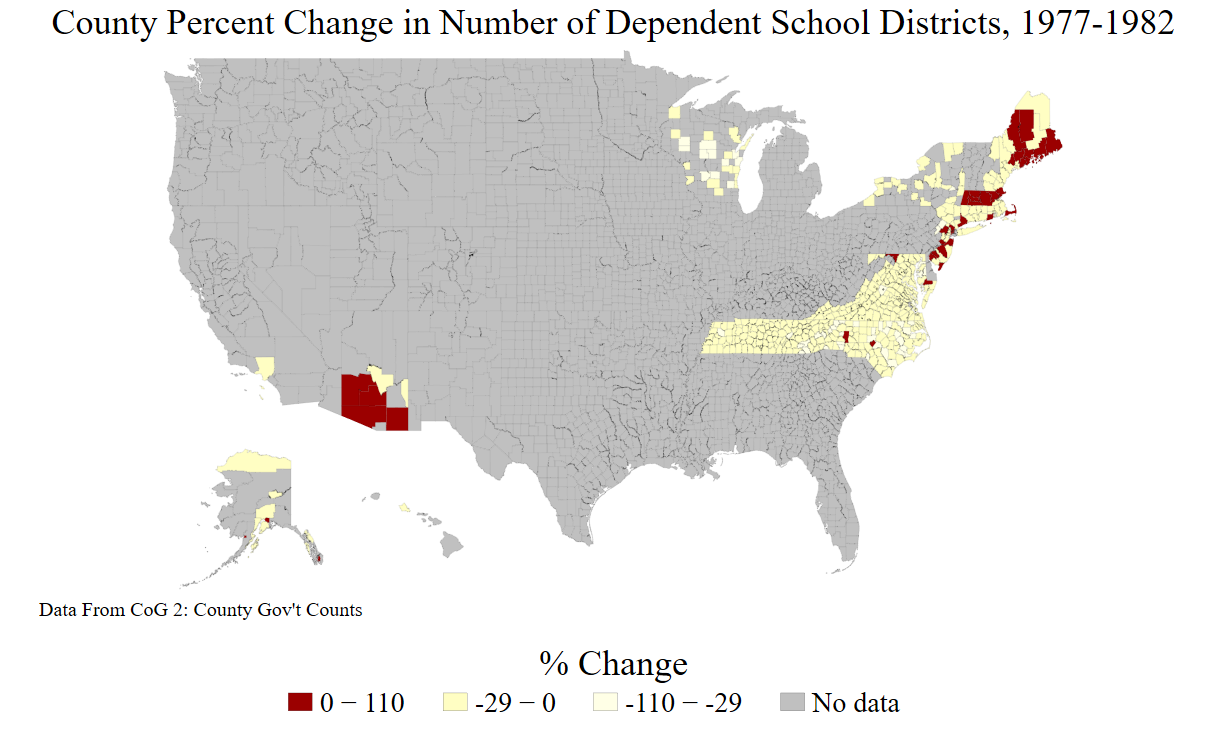 County Percent Change in Number of Dependent School Districts, 1977-1982
Data From CoG 2: County Gov't Counts
% Change
0 − 110
-29 − 0
-110 − -29
No data